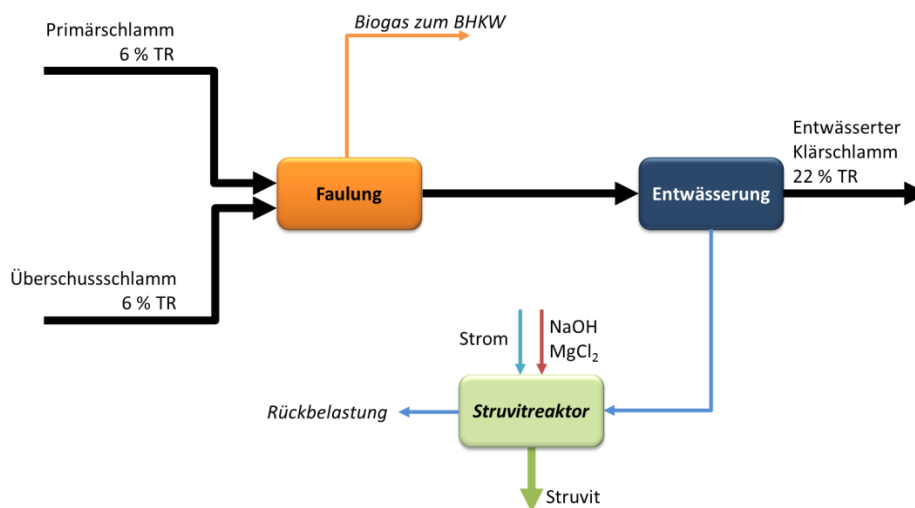 Biogas zum BHKW
Primärschlamm
6 % TR
Faulung
Entwässerung
Entwässerter
Klärschlamm
22 % TR
Überschussschlamm
6 % TR
Strom
NaOH
MgCl₂
Rückbelastung
Struvitreaktor
Struvit